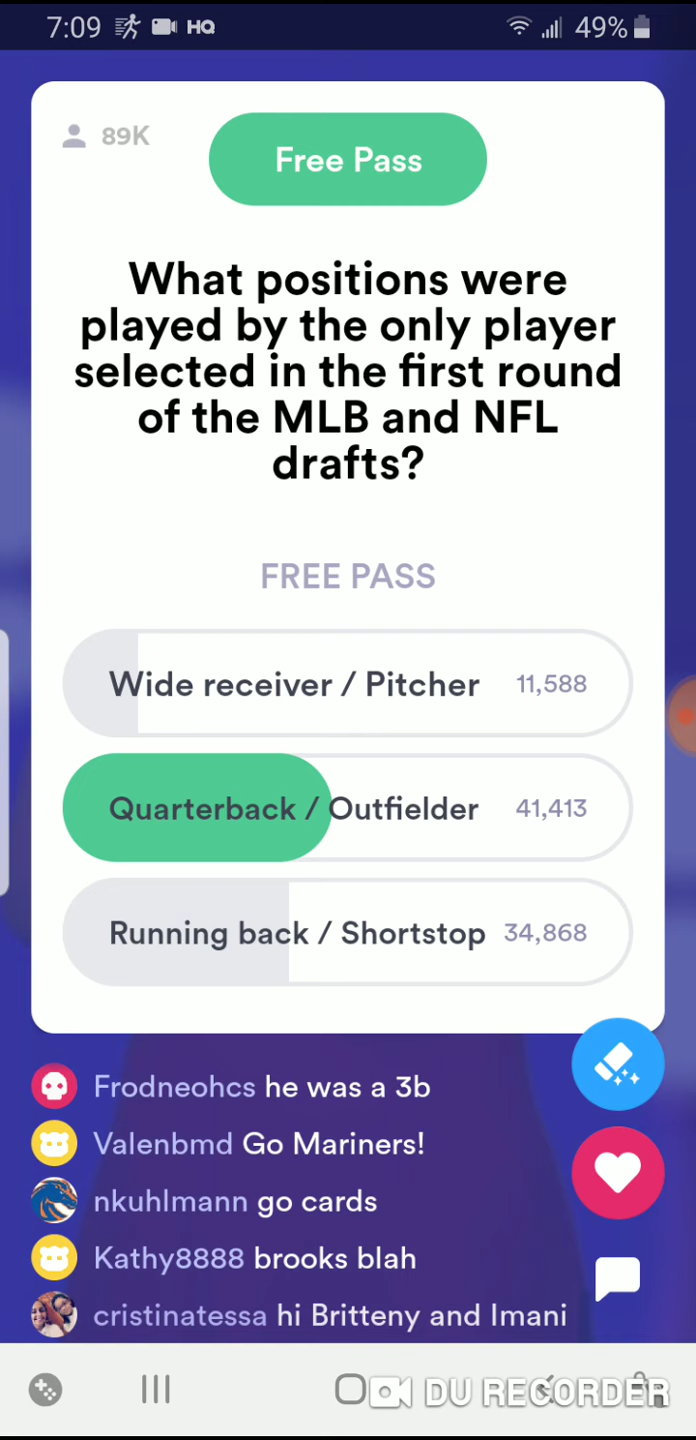 7:09 HQ 49%
89K
Free Pass
What positions were
played by the only player
selected in the first round
of the MLB and NFL
drafts?
FREE PASS
Wide receiver / Pitcher 11,588
Quarterback / Outfielder 41,413
Running back / Shortstop 34,868
Frodneohcs he was a 3b
Valenbmd Go Mariners!
nkuhlmann go cards
Kathy8888 brooks blah
cristinatessa hi Britteny and Imani
DU RECORDER